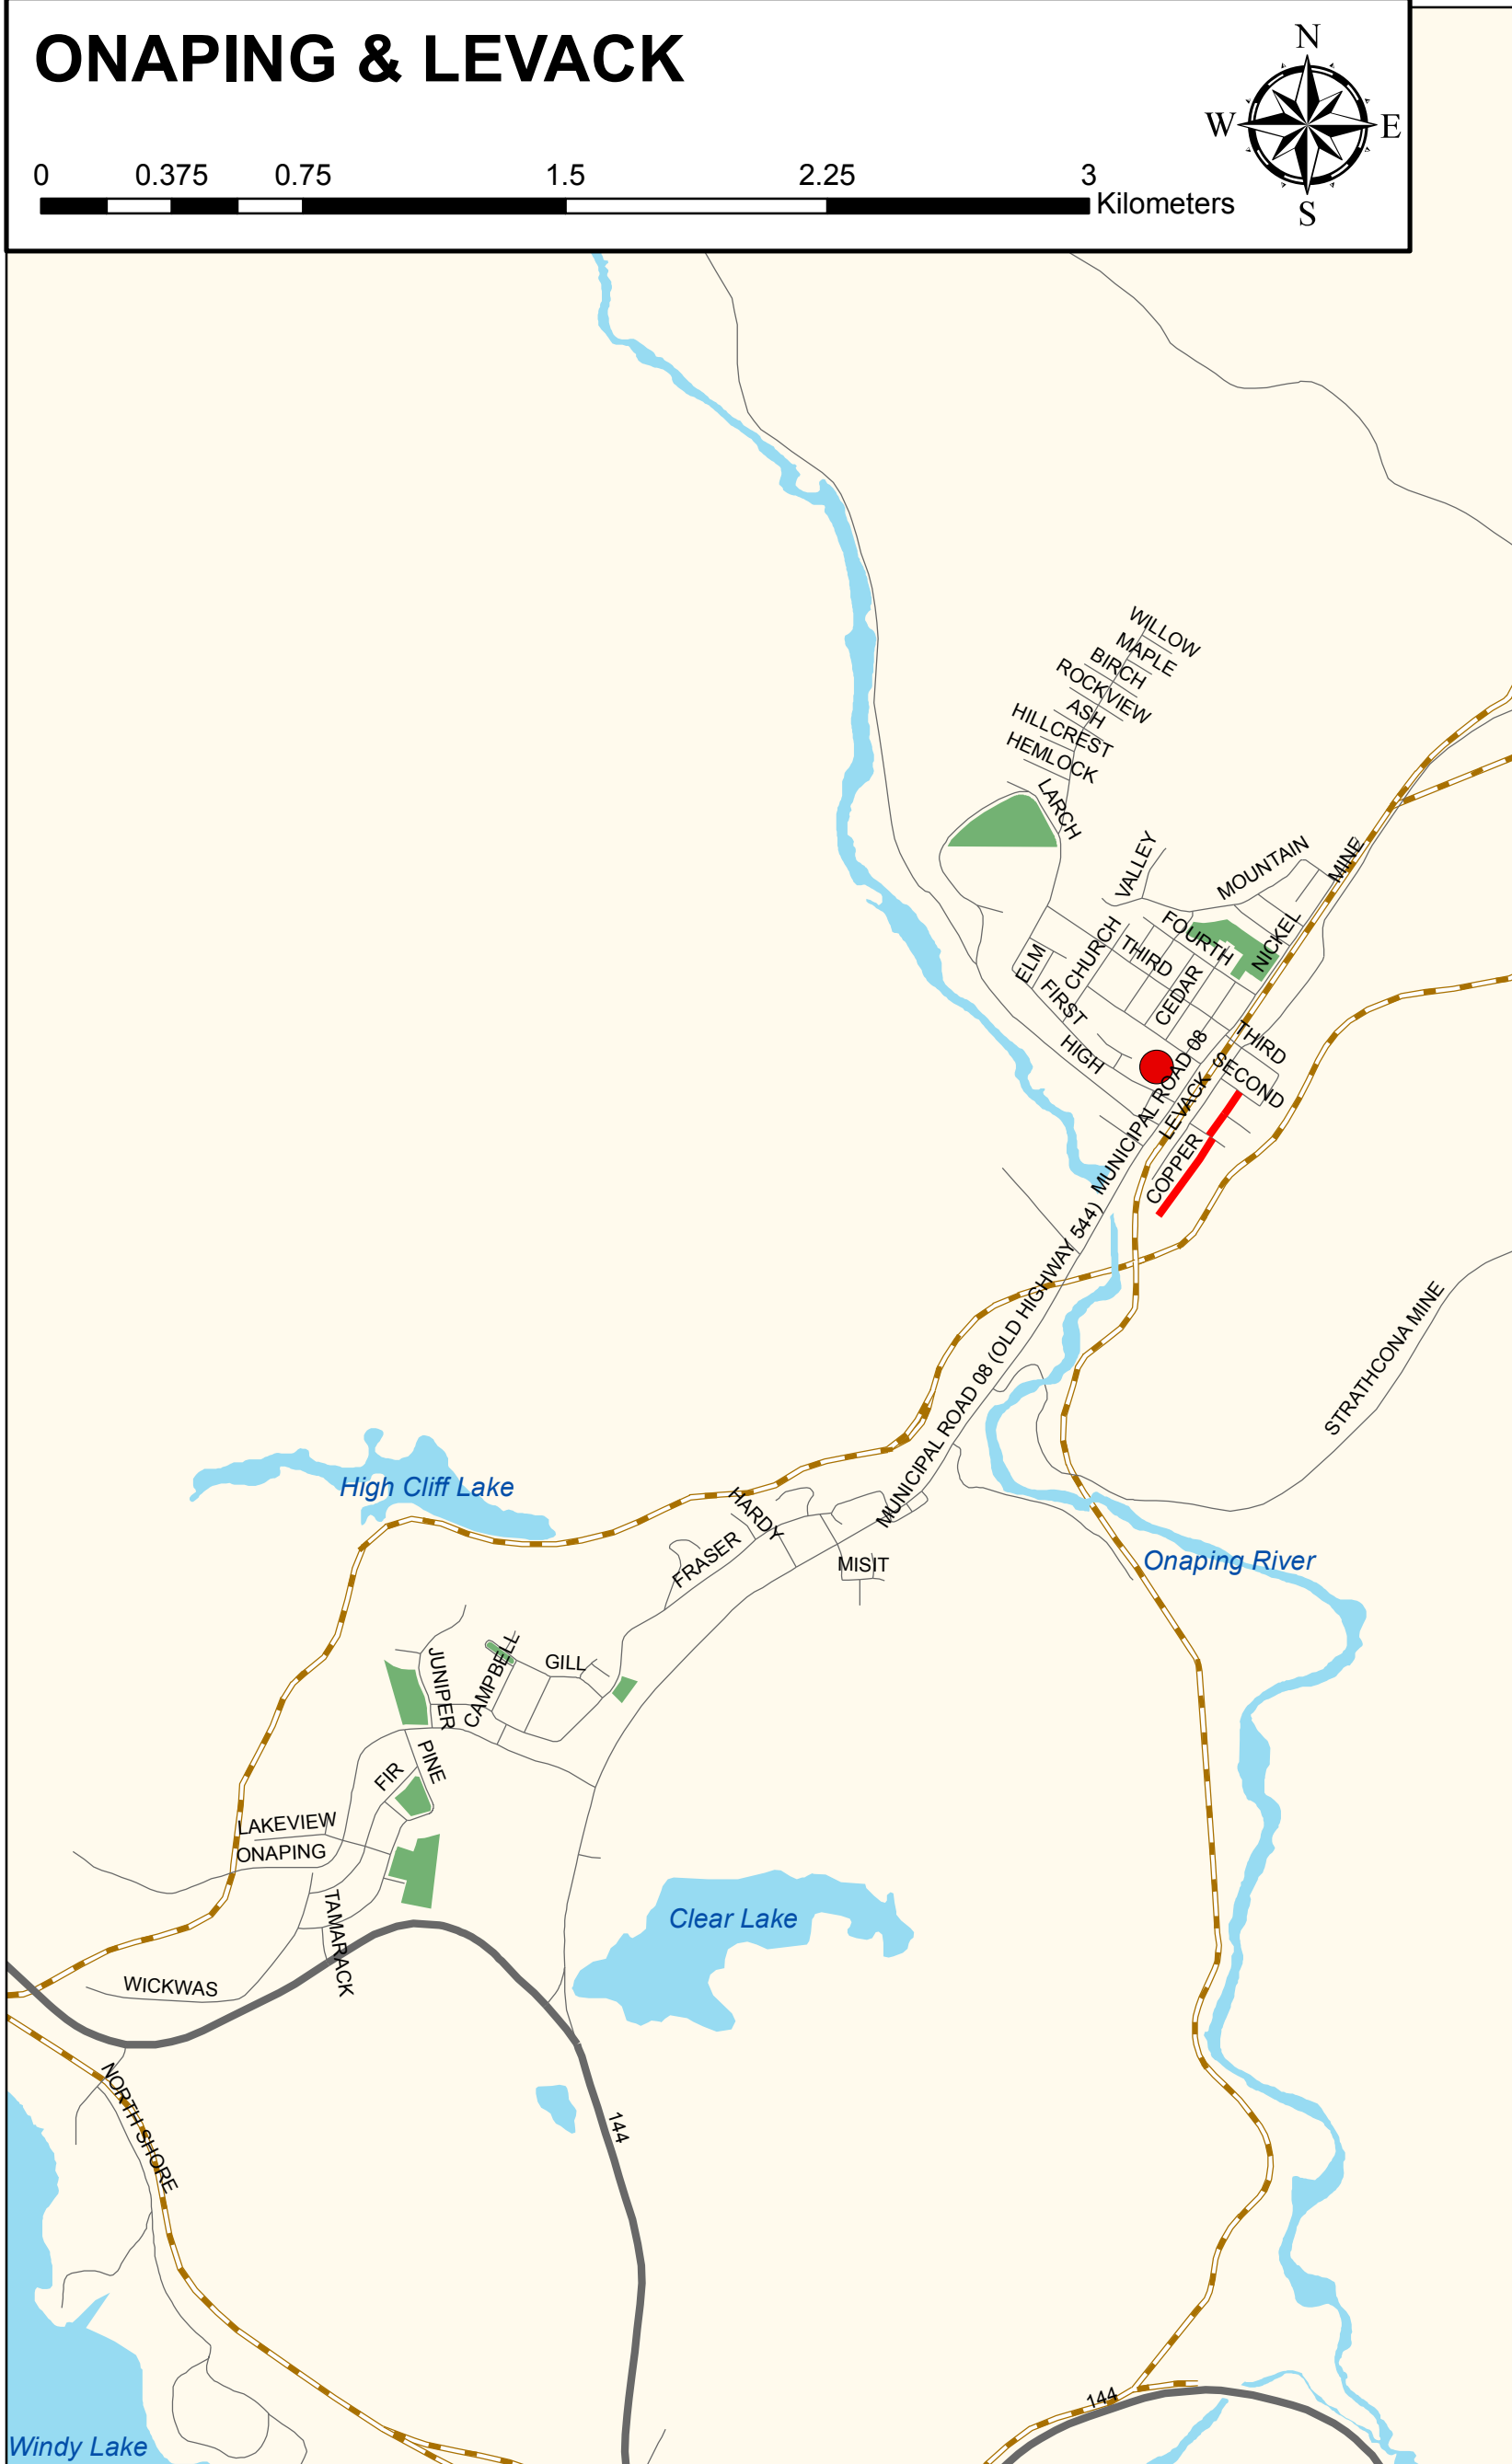 ONAPING & LEVACK
N
W
E
S
0 0.375 0.75 1.5 2.25 3
Kilometers
WILLOW
MAPLE
BIRCH
ROCKVIEW
ASH
HILLCREST
HEMLOCK
LARCH
VALLEY
MOUNTAIN
MINE
FOURTH
NICKEL
CHURCH
THIRD
ELM
CEDAR
FIRST
HIGH
THIRD
SECOND
MUNICIPAL ROAD 08
LEVACK
COPPER
MUNICIPAL ROAD 08 (OLD HIGHWAY 544)
STRATHCONA MINE
High Cliff Lake
HARDY
FRASER
MISIT
Onaping River
JUNIPER
CAMPBELL
GILL
PINE
FIR
LAKEVIEW
ONAPING
TAMARACK
Clear Lake
WICKWAS
NORTH SHORE
144
144
Windy Lake